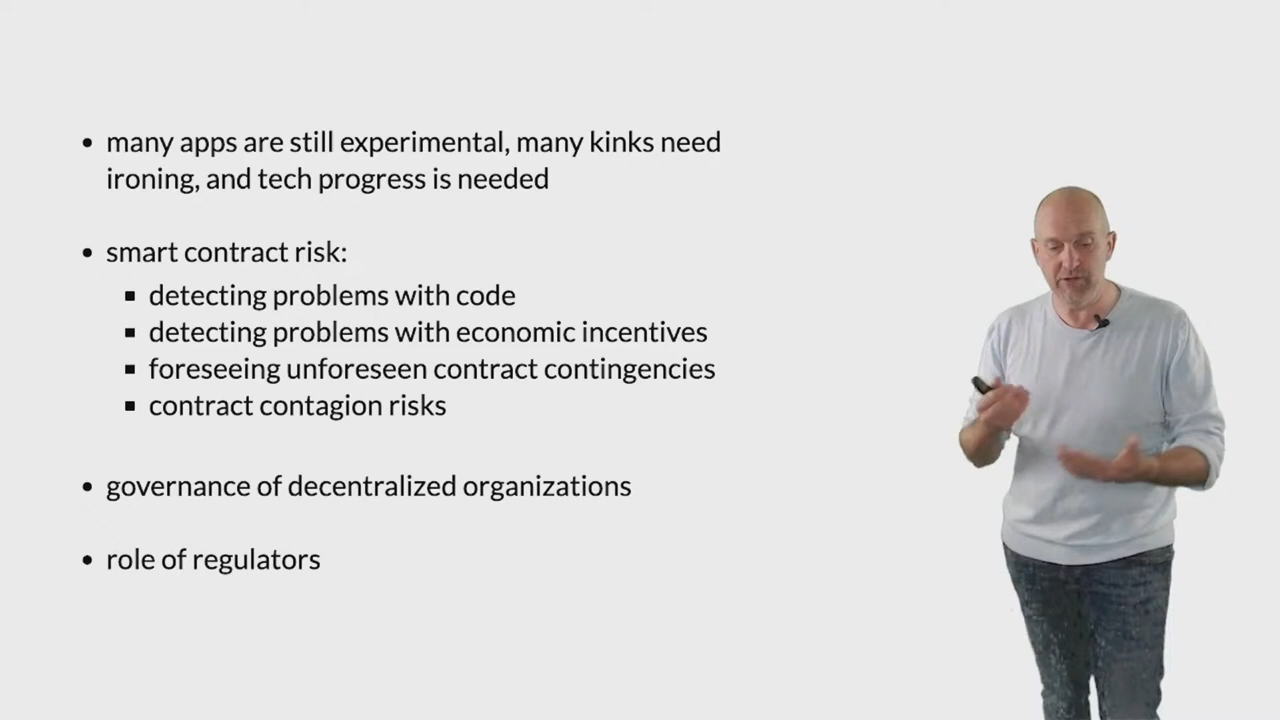 • many apps are still experimental, many kinks need
ironing, and tech progress is needed
• smart contract risk:
▪ detecting problems with code
▪ detecting problems with economic incentives
▪ foreseeing unforeseen contract contingencies
▪ contract contagion risks
• governance of decentralized organizations
• role of regulators